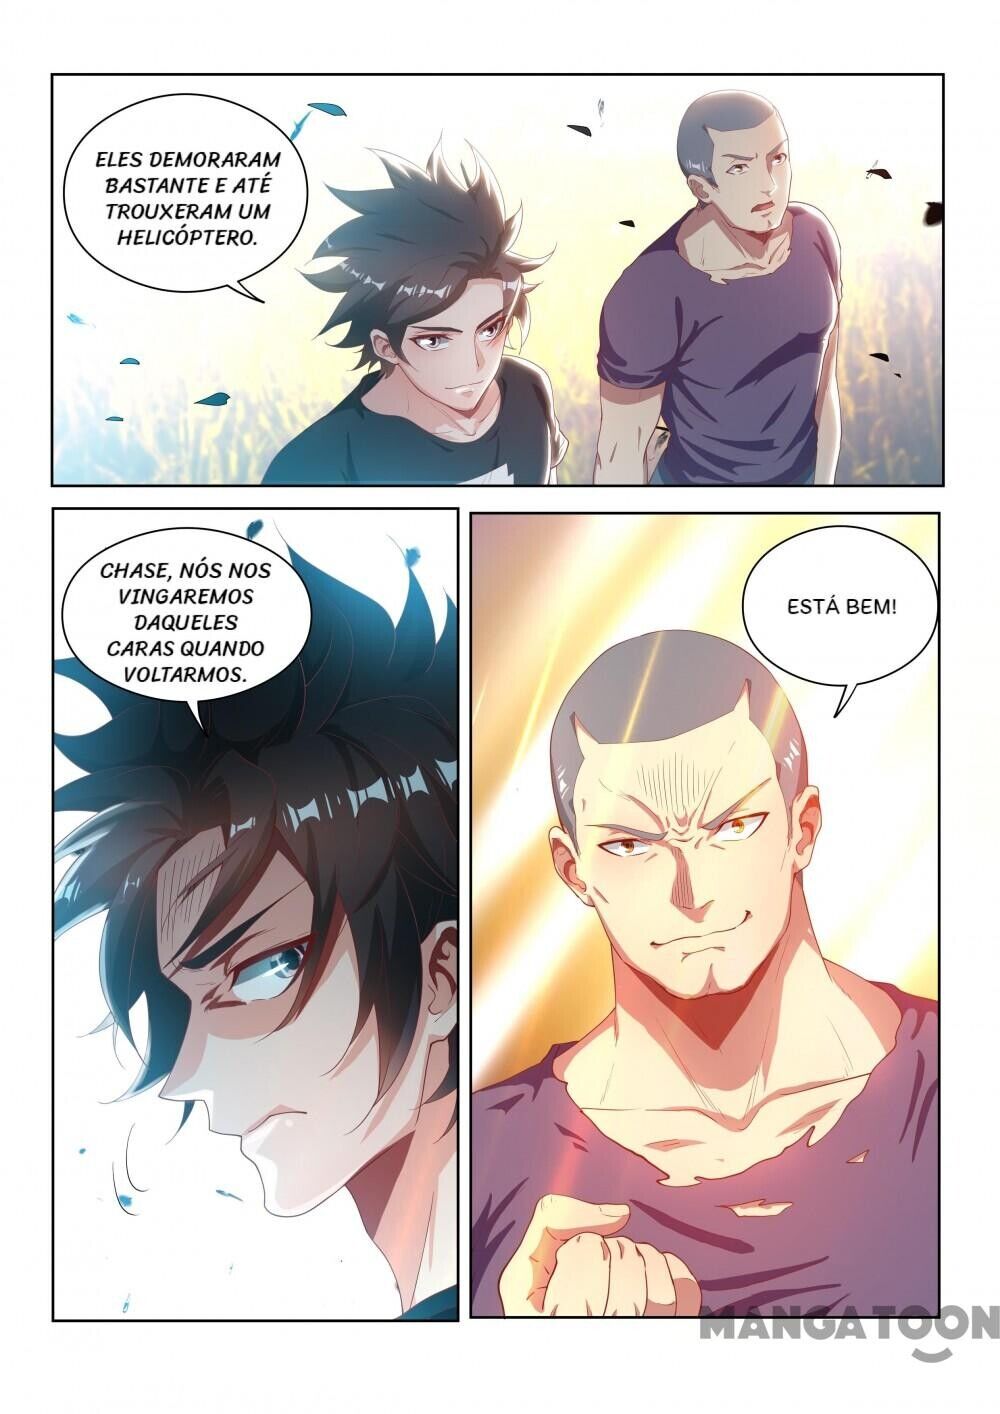 ELES DEMORARAM
BASTANTE E ATÉ
TROUXERAM UM
HELICÓPTERO.
CHASE, NÓS NOS
VINGAREMOS
DAQUELES
CARAS QUANDO
VOLTARMOS.
ESTÁ BEM!
MANGATOON